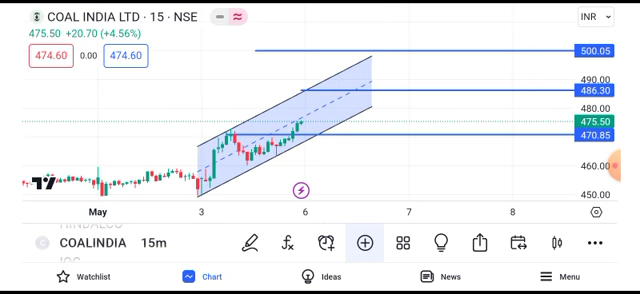 COAL INDIA LTD · 15 · NSE
INR
475.50 +20.70 (+4.56%)
474.60 0.00 474.60
500.05
490.00
486.30
480.00
475.50
470.85
460.00
450.00
May 3 6 7 8
HINDALCO
COALINDIA 15m
IOC
Watchlist Chart Ideas News Menu